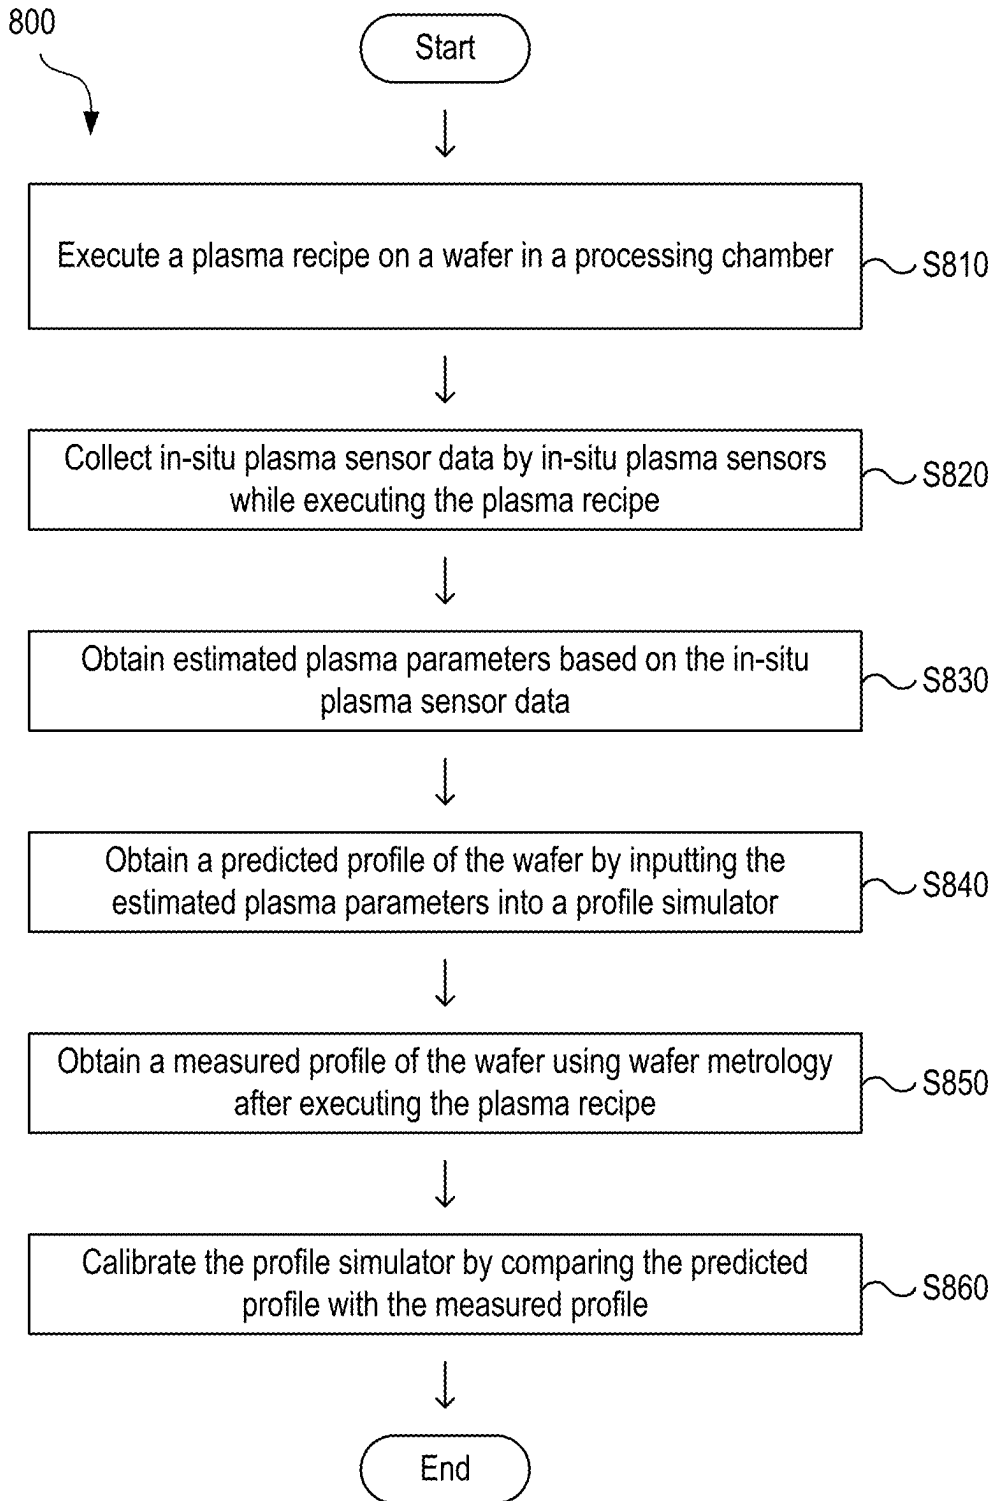 800
Start
Execute a plasma recipe on a wafer in a processing chamber
S810
Collect in-situ plasma sensor data by in-situ plasma sensors
while executing the plasma recipe
S820
Obtain estimated plasma parameters based on the in-situ
plasma sensor data
S830
Obtain a predicted profile of the wafer by inputting the
estimated plasma parameters into a profile simulator
S840
Obtain a measured profile of the wafer using wafer metrology
after executing the plasma recipe
S850
Calibrate the profile simulator by comparing the predicted
profile with the measured profile
S860
End